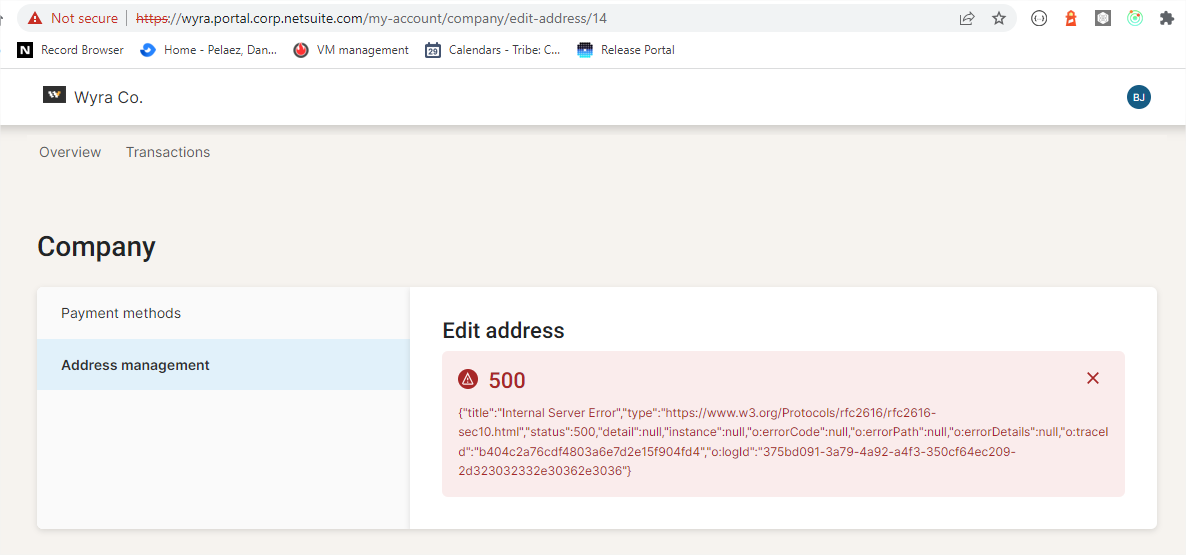 Not secure | https://wyra.portal.corp.netsuite.com/my-account/company/edit-address/14
N Record Browser Home - Pelaez, Dan... VM management 29 Calendars - Tribe: C... Release Portal
W Wyra Co. BJ
Overview Transactions
Company
Payment methods
Address management
Edit address
500
{"title":"Internal Server Error","type":"https://www.w3.org/Protocols/rfc2616/rfc2616-
sec10.html","status":500,"detail":null,"instance":null,"o:errorCode":null,"o:errorPath":null,"o:errorDetails":null,"o:traceI
d":"b404c2a76cdf4803a6e7d2e15f904fd4","o:logId":"375bd091-3a79-4a92-a4f3-350cf64ec209-
2d323032332e30362e3036"}